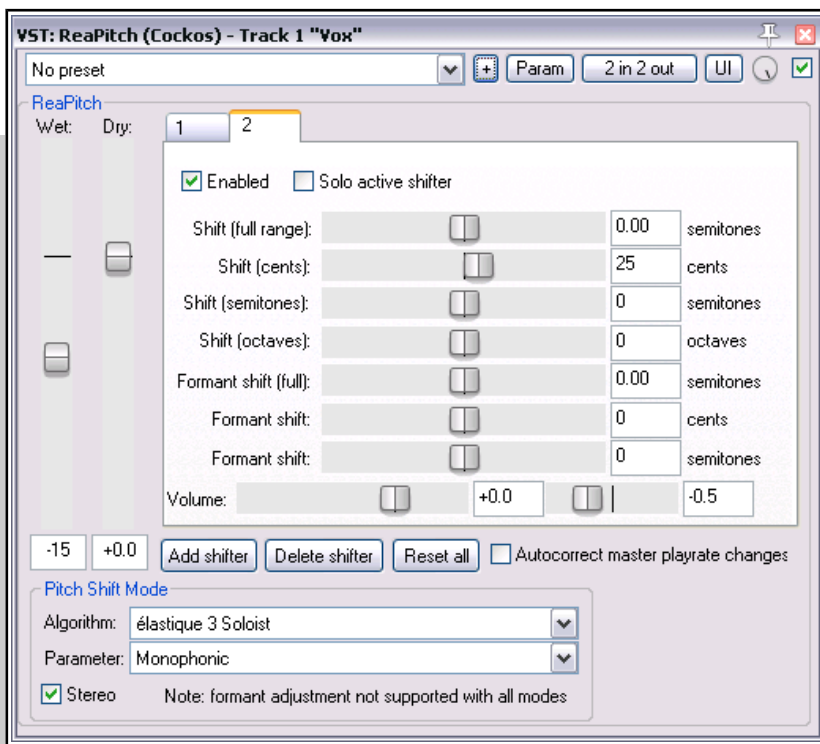 VST: ReaPitch (Cockos) - Track 1 "Vox"
No preset + Param 2 in 2 out UI
ReaPitch
Wet: Dry: 1 2
Enabled Solo active shifter
Shift (full range): 0.00 semitones
Shift (cents): 25 cents
Shift (semitones): 0 semitones
Shift (octaves): 0 octaves
Formant shift (full): 0.00 semitones
Formant shift: 0 cents
Formant shift: 0 semitones
Volume: +0.0 -0.5
-15 +0.0 Add shifter Delete shifter Reset all Autocorrect master playrate changes
Pitch Shift Mode
Algorithm: élastique 3 Soloist
Parameter: Monophonic
Stereo Note: formant adjustment not supported with all modes